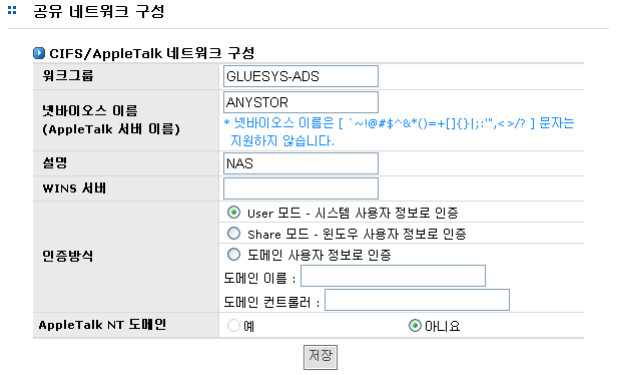 공유 네트워크 구성
CIFS/AppleTalk 네트워크 구성
워크그룹 GLUESYS-ADS
넷바이오스 이름
(AppleTalk 서버 이름)
ANYSTOR
* 넷바이오스 이름은 [ `~!@#$^&*()=+[]{}|;:'",<>/? ] 문자는
지원하지 않습니다.
설명 NAS
WINS 서버
인증방식
User 모드 - 시스템 사용자 정보로 인증
Share 모드 - 윈도우 사용자 정보로 인증
도메인 사용자 정보로 인증
도메인 이름 :
도메인 컨트롤러 :
AppleTalk NT 도메인 예 아니요
저장